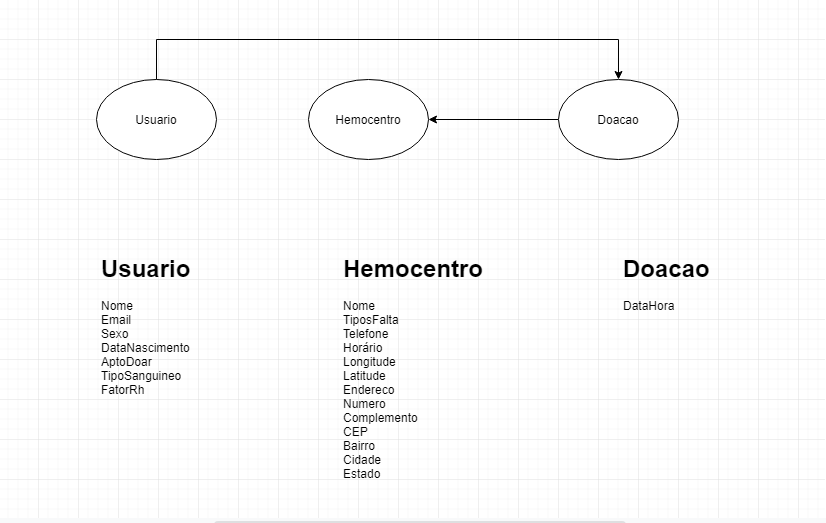 Usuario
Hemocentro
Doacao
Usuario
Nome
Email
Sexo
DataNascimento
AptoDoar
TipoSanguineo
FatorRh
Hemocentro
Nome
TiposFalta
Telefone
Horário
Longitude
Latitude
Endereco
Numero
Complemento
CEP
Bairro
Cidade
Estado
Doacao
DataHora